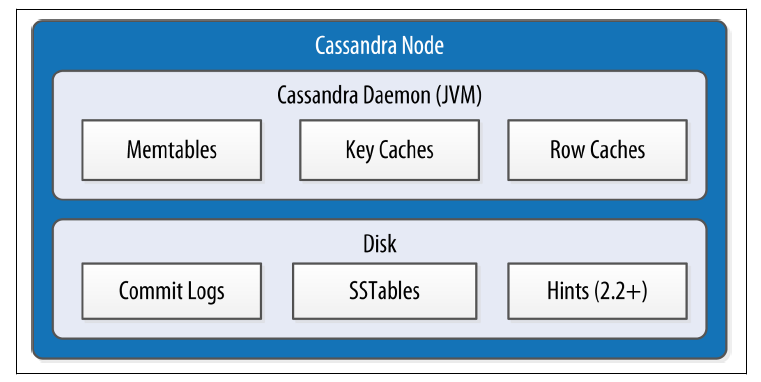 Cassandra Node
Cassandra Daemon (JVM)
Memtables
Key Caches
Row Caches
Disk
Commit Logs
SSTables
Hints (2.2+)